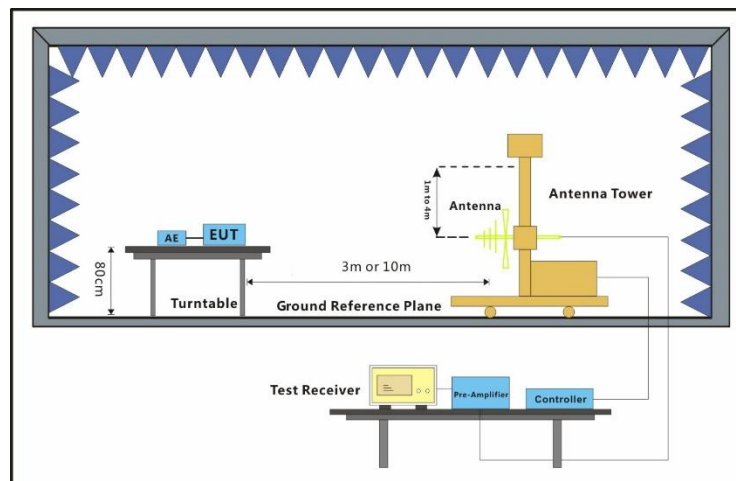 1m to 4m
Antenna
Antenna Tower
AE
EUT
80cm
3m or 10m
Turntable
Ground Reference Plane
Test Receiver
Pre-Amplifier
Controller